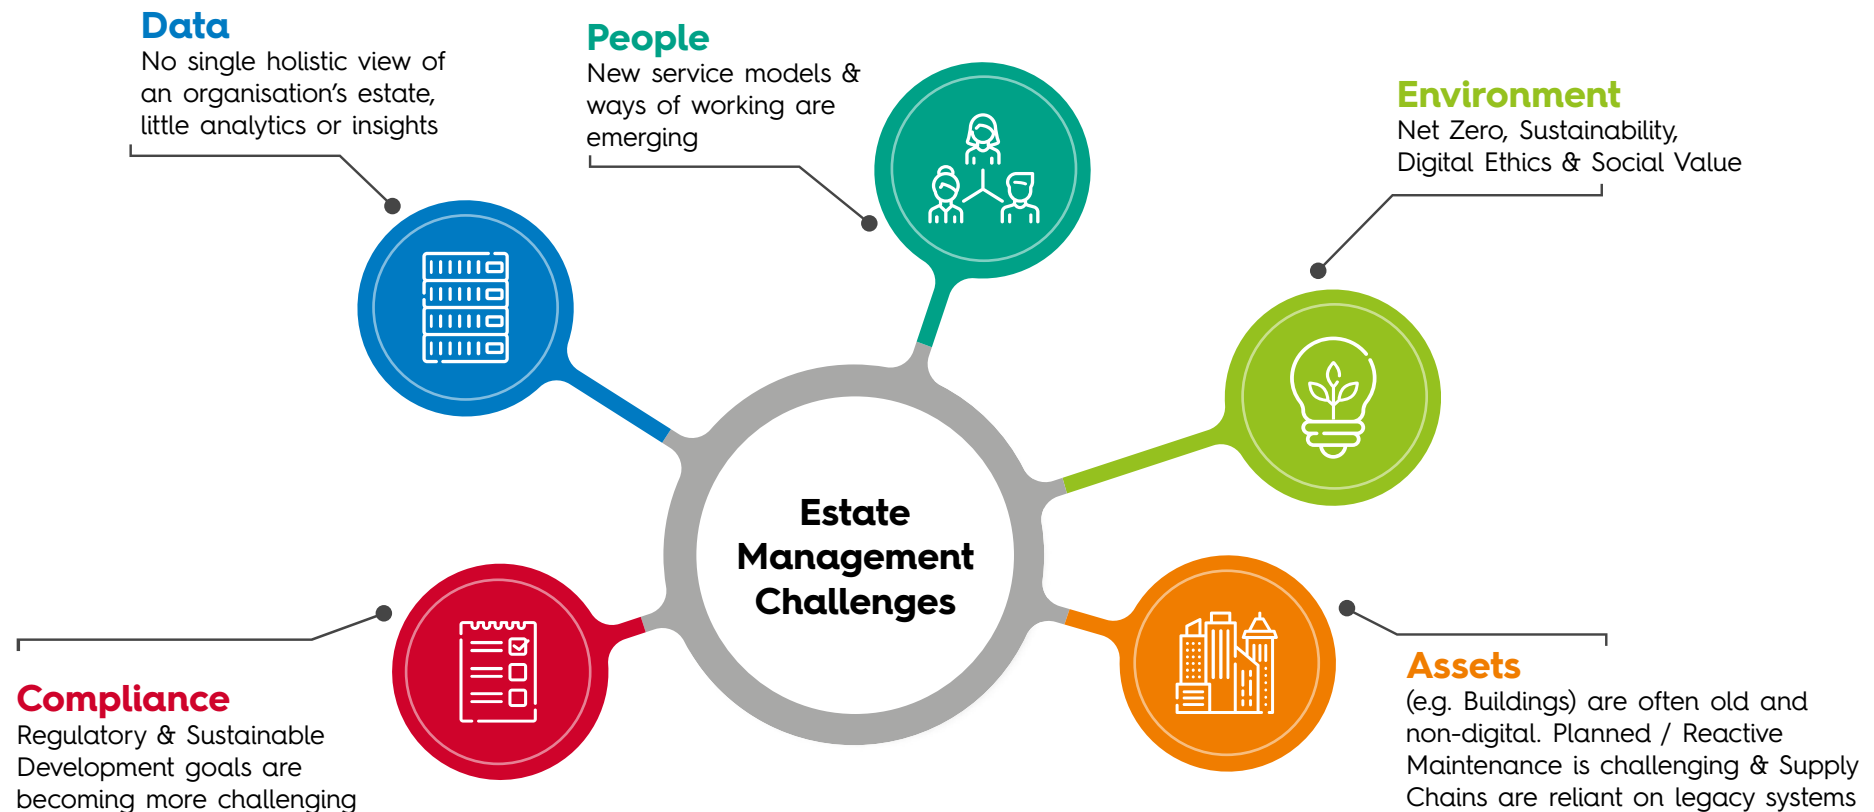 Data
No single holistic view of
an organisation's estate,
little analytics or insights
People
New service models &
ways of working are
emerging
Environment
Net Zero, Sustainability,
Digital Ethics & Social Value
Estate
Management
Challenges
Compliance
Regulatory & Sustainable
Development goals are
becoming more challenging
Assets
(e.g. Buildings) are often old and
non-digital. Planned / Reactive
Maintenance is challenging & Supply
Chains are reliant on legacy systems